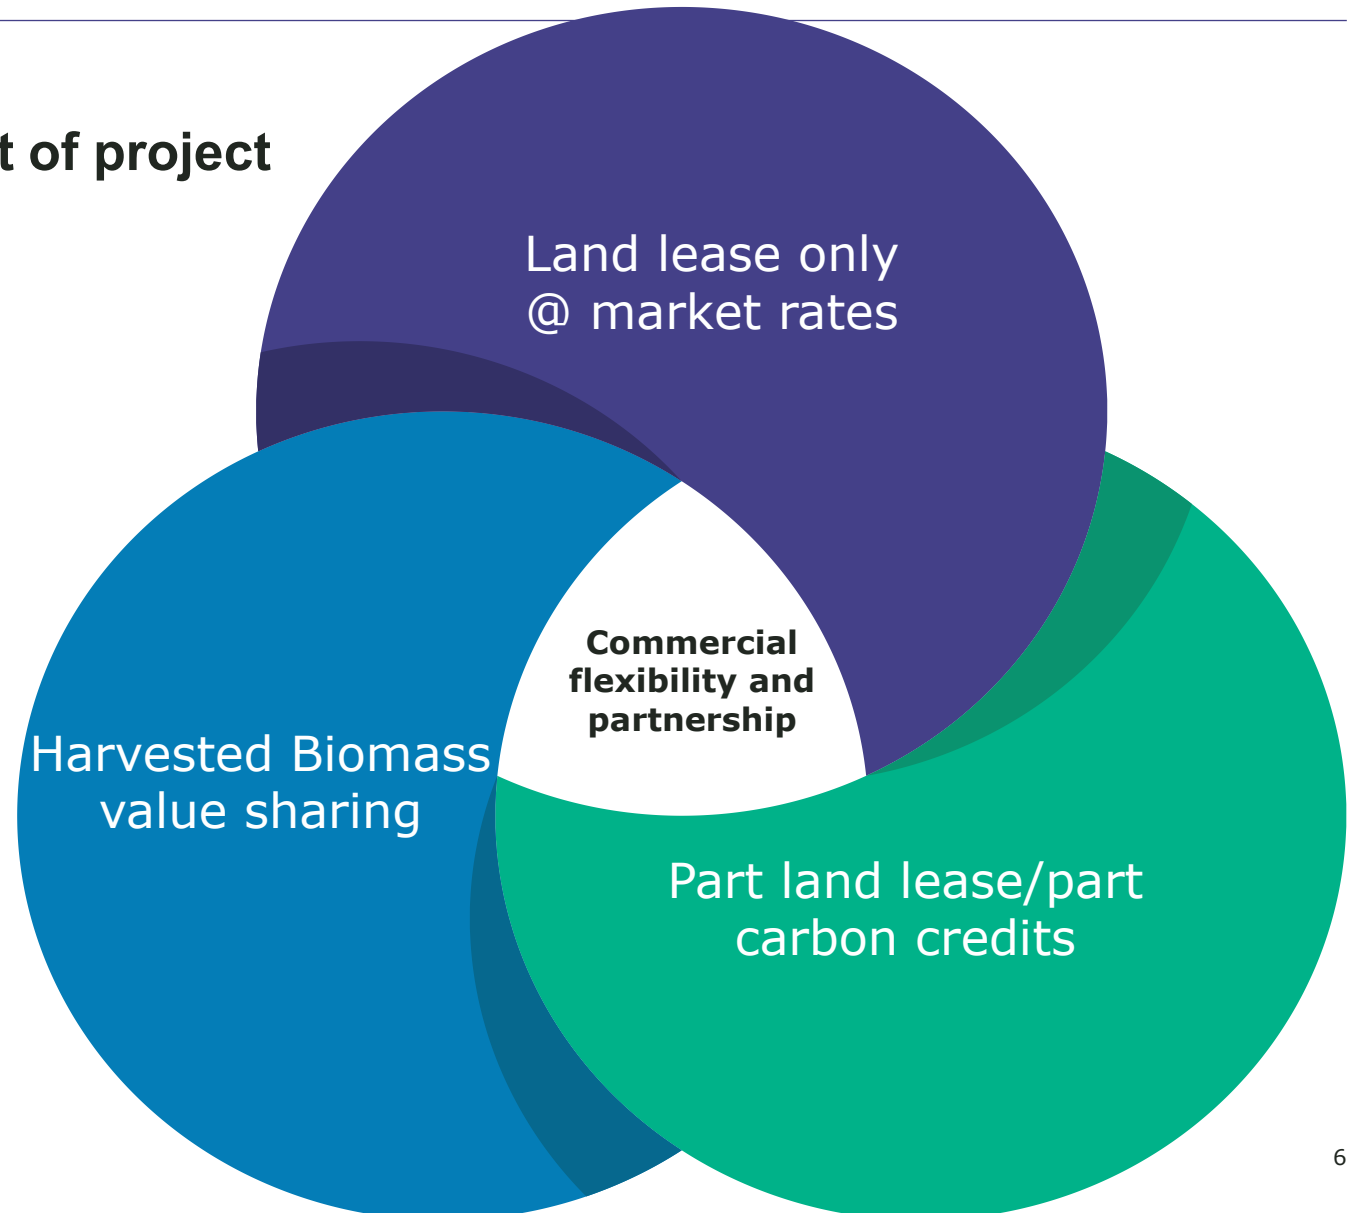 t of project
Land lease only
@ market rates
Commercial
flexibility and
partnership
Harvested Biomass
value sharing
Part land lease/part
carbon credits
6